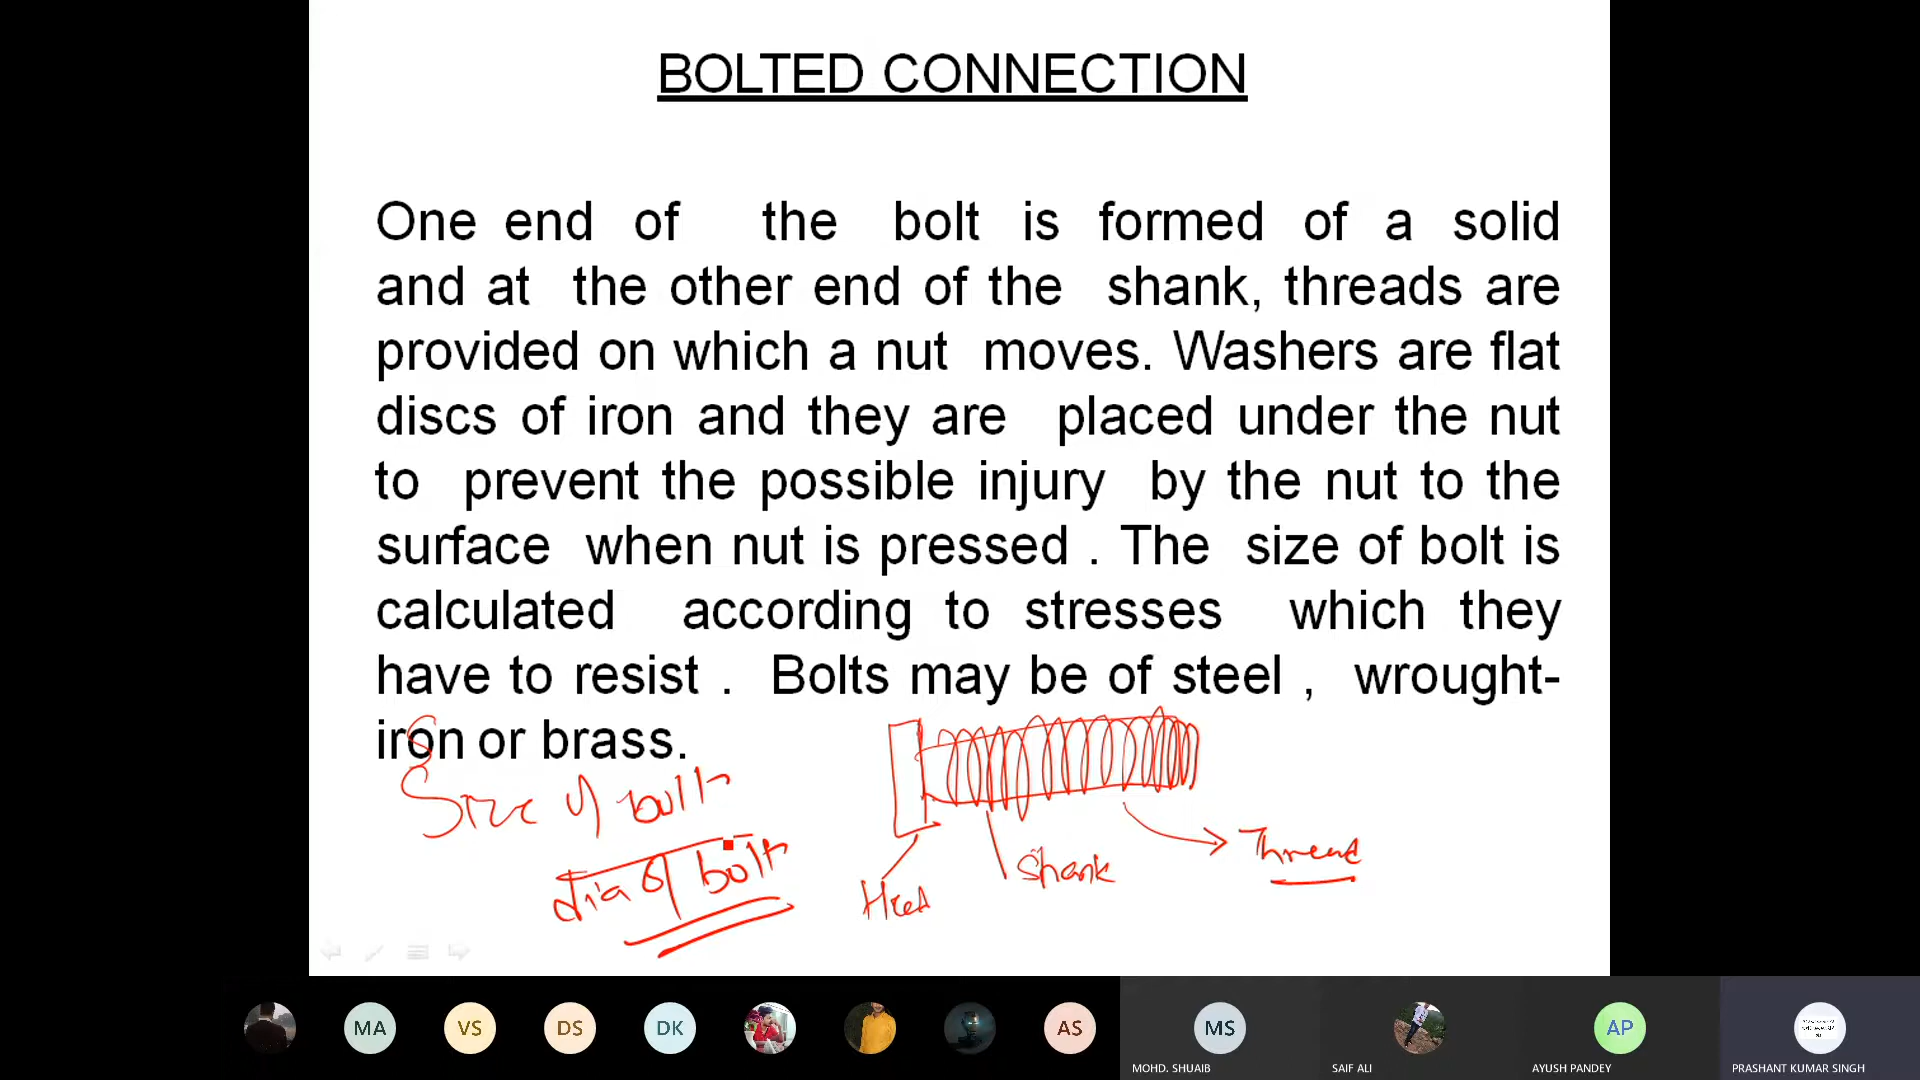 BOLTED CONNECTION
One end of the bolt is formed of a solid
and at the other end of the shank, threads are
provided on which a nut moves. Washers are flat
discs of iron and they are placed under the nut
to prevent the possible injury by the nut to the
surface when nut is pressed . The size of bolt is
calculated according to stresses which they
have to resist . Bolts may be of steel , wrought-
iron or brass.
Size of bolt
dia of bolt
Head
Shank
Thread
MA VS DS DK AS MS AP
MOHD. SHUAIB SAIF ALI AYUSH PANDEY PRASHANT KUMAR SINGH